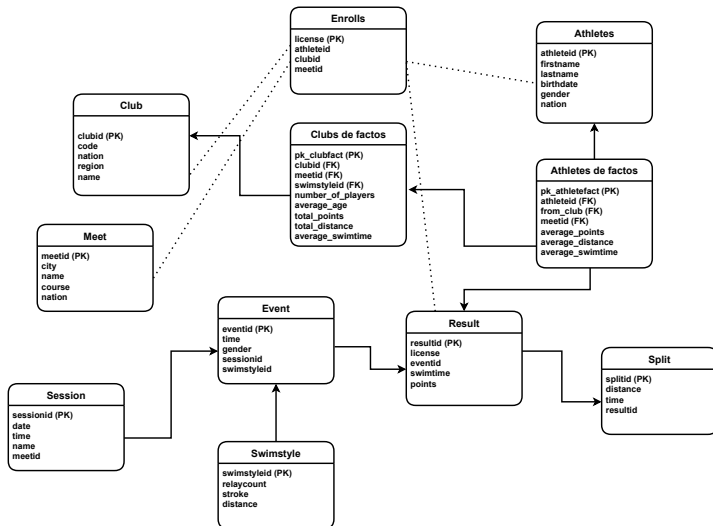 Enrolls
license (PK)
athleteid
clubid
meetid
Athletes
athleteid (PK)
firstname
lastname
birthdate
gender
nation
Club
clubid (PK)
code
nation
region
name
Clubs de factos
pk_clubfact (PK)
clubid (FK)
meetid (FK)
swimstyleid (FK)
number_of_players
average_age
total_points
total_distance
average_swimtime
Athletes de factos
pk_athletefact (PK)
athleteid (FK)
from_club (FK)
meetid (FK)
average_points
average_distance
average_swimtime
Meet
meetid (PK)
city
name
course
nation
Event
eventid (PK)
time
gender
sessionid
swimstyleid
Result
resultid (PK)
license
eventid
swimtime
points
Split
splitid (PK)
distance
time
resultid
Session
sessionid (PK)
date
time
name
meetid
Swimstyle
swimstyleid (PK)
relaycount
stroke
distance